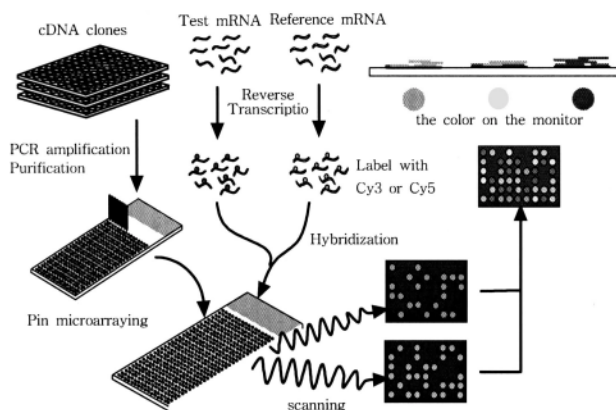 cDNA clones
Test mRNA
Reference mRNA
Reverse
Transcriptio
the color on the monitor
PCR amplification
Purification
Label with
Cy3 or Cy5
Hybridization
Pin microarraying
scanning